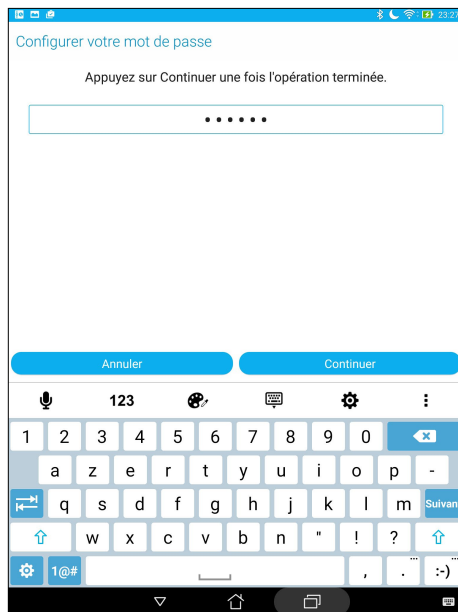 23:27
Configurer votre mot de passe
Appuyez sur Continuer une fois l'opération terminée.
••••••
Annuler Continuer
123
1 2 3 4 5 6 7 8 9 0
a z e r t y u i o p -
q s d f g h j k l m Suivan
w x c v b n " ! ?
1@# , . :-)